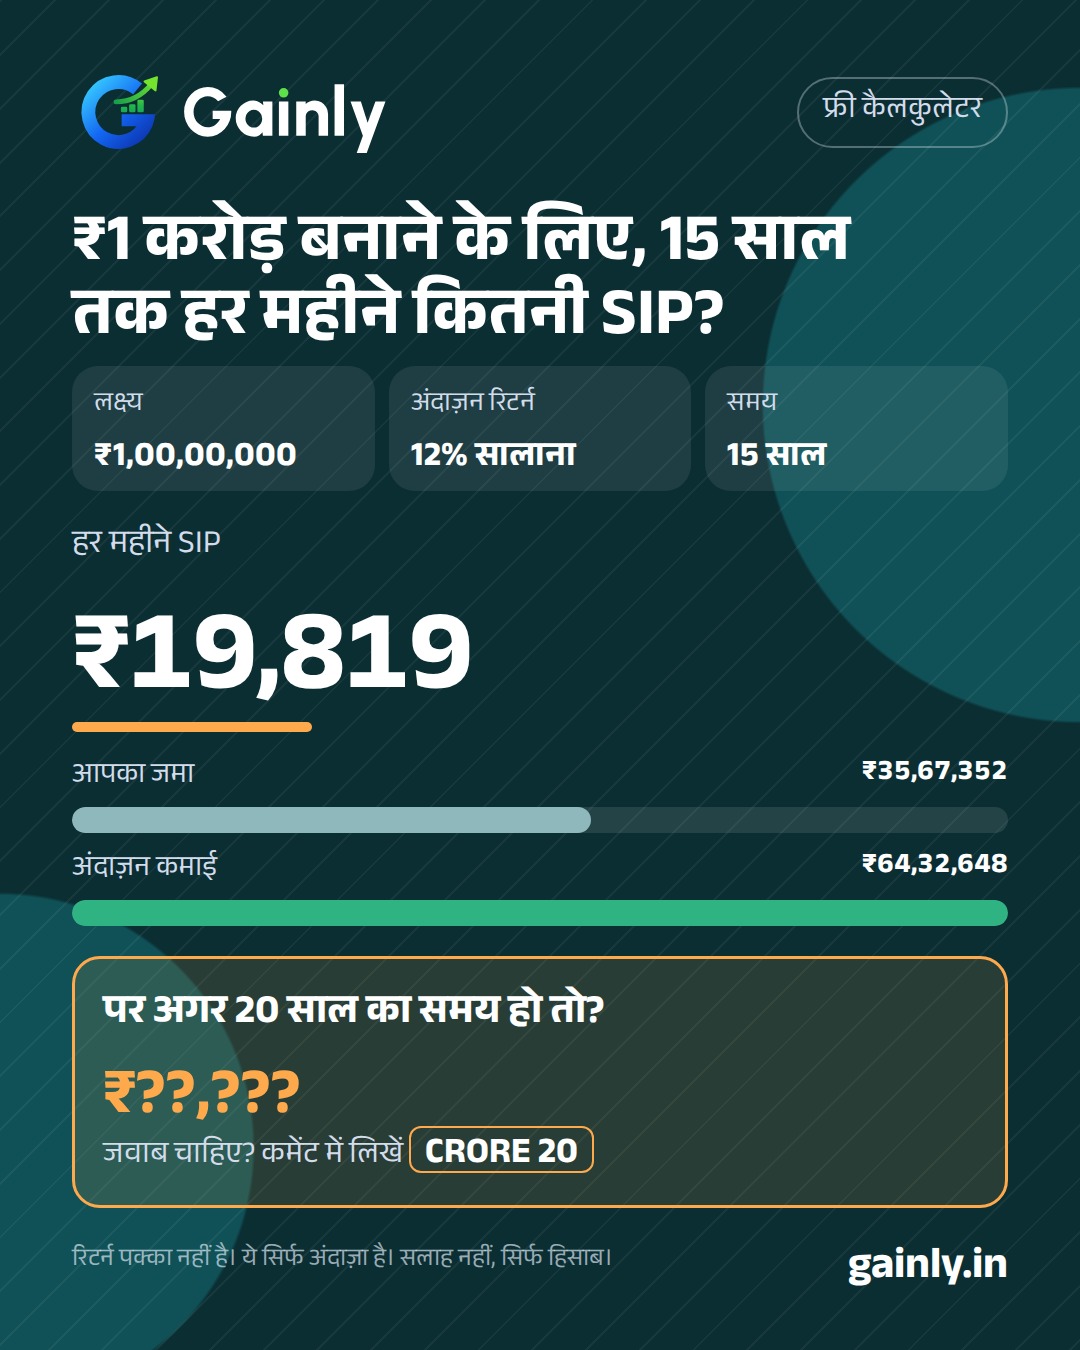 Gainly
फ्री कैलकुलेटर
₹1 करोड़ बनाने के लिए, 15 साल
तक हर महीने कितनी SIP?
लक्ष्य
₹1,00,00,000
अंदाज़न रिटर्न
12% सालाना
समय
15 साल
हर महीने SIP
₹19,819
आपका जमा
₹35,67,352
अंदाज़न कमाई
₹64,32,648
पर अगर 20 साल का समय हो तो?
₹??,???
जवाब चाहिए? कमेंट में लिखें CRORE 20
रिटर्न पक्का नहीं है। ये सिर्फ अंदाज़ा है। सलाह नहीं, सिर्फ हिसाब।
gainly.in